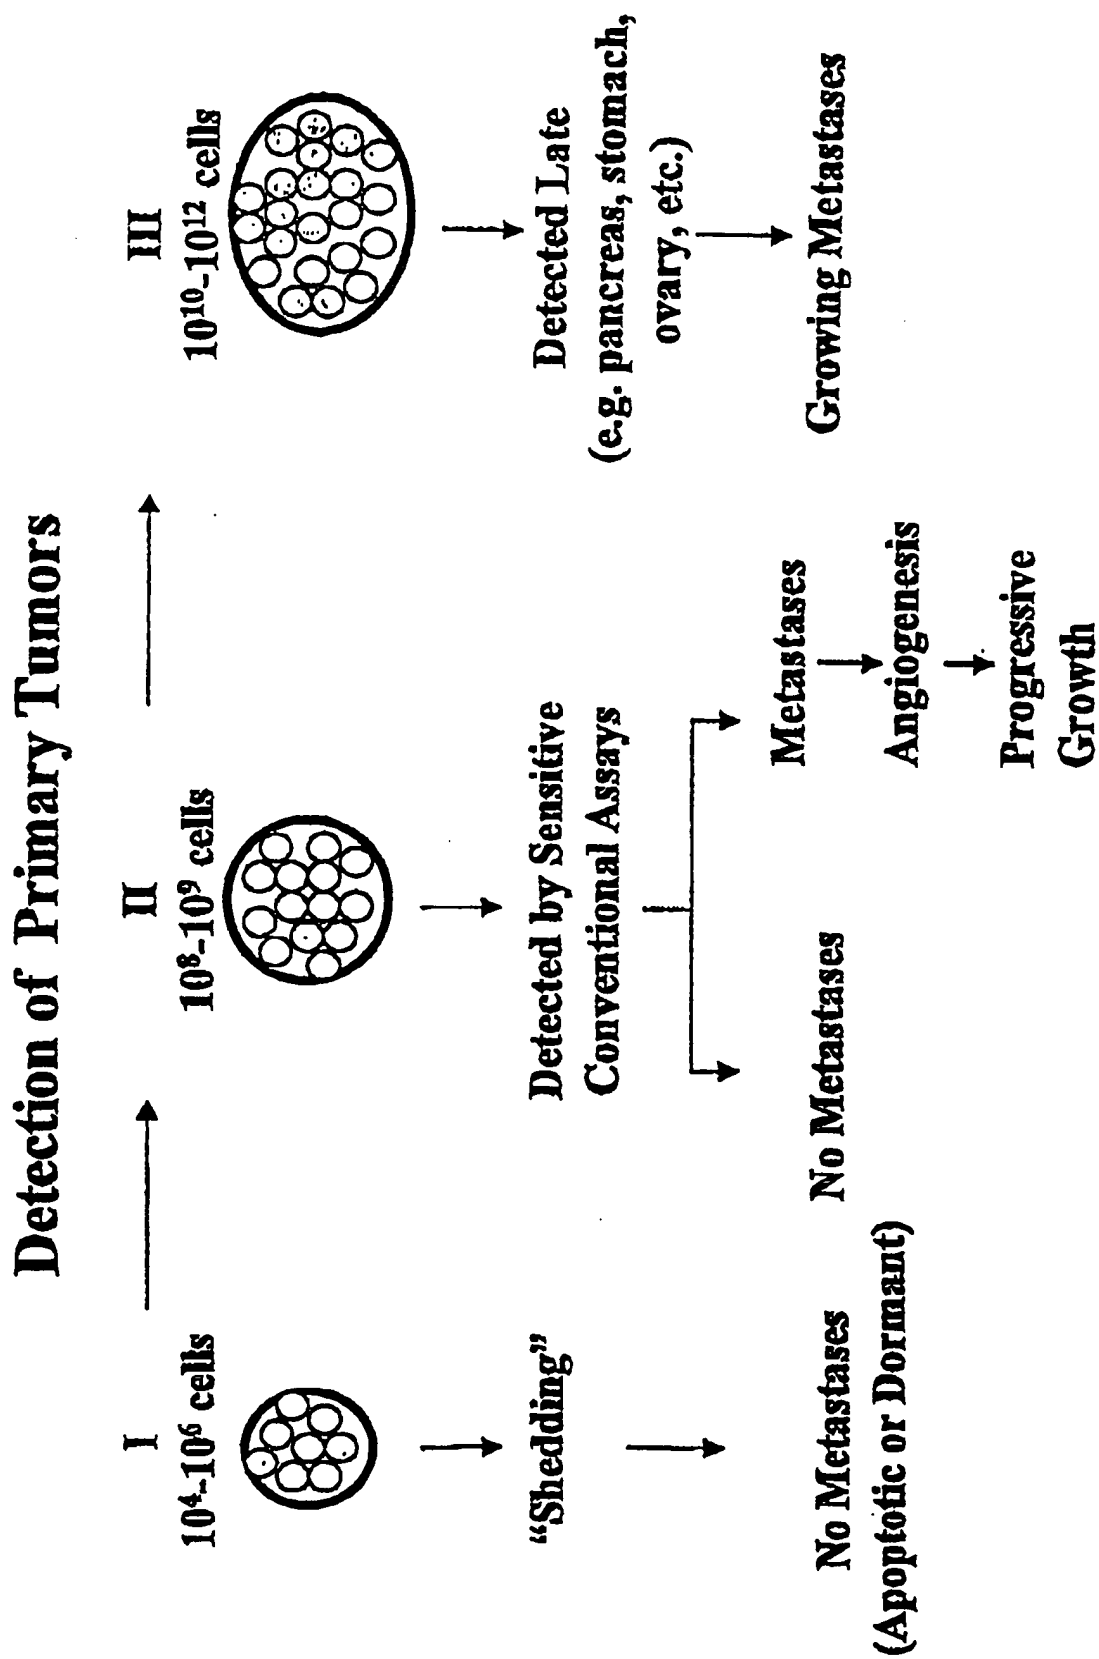 Detection of Primary Tumors
I
10⁴-10⁶ cells
“Shedding”
No Metastases
(Apoptotic or Dormant)
II
10⁸-10⁹ cells
Detected by Sensitive
Conventional Assays
No Metastases
Metastases
Angiogenesis
Progressive
Growth
III
10¹⁰-10¹² cells
Detected Late
(e.g. pancreas, stomach,
ovary, etc.)
Growing Metastases